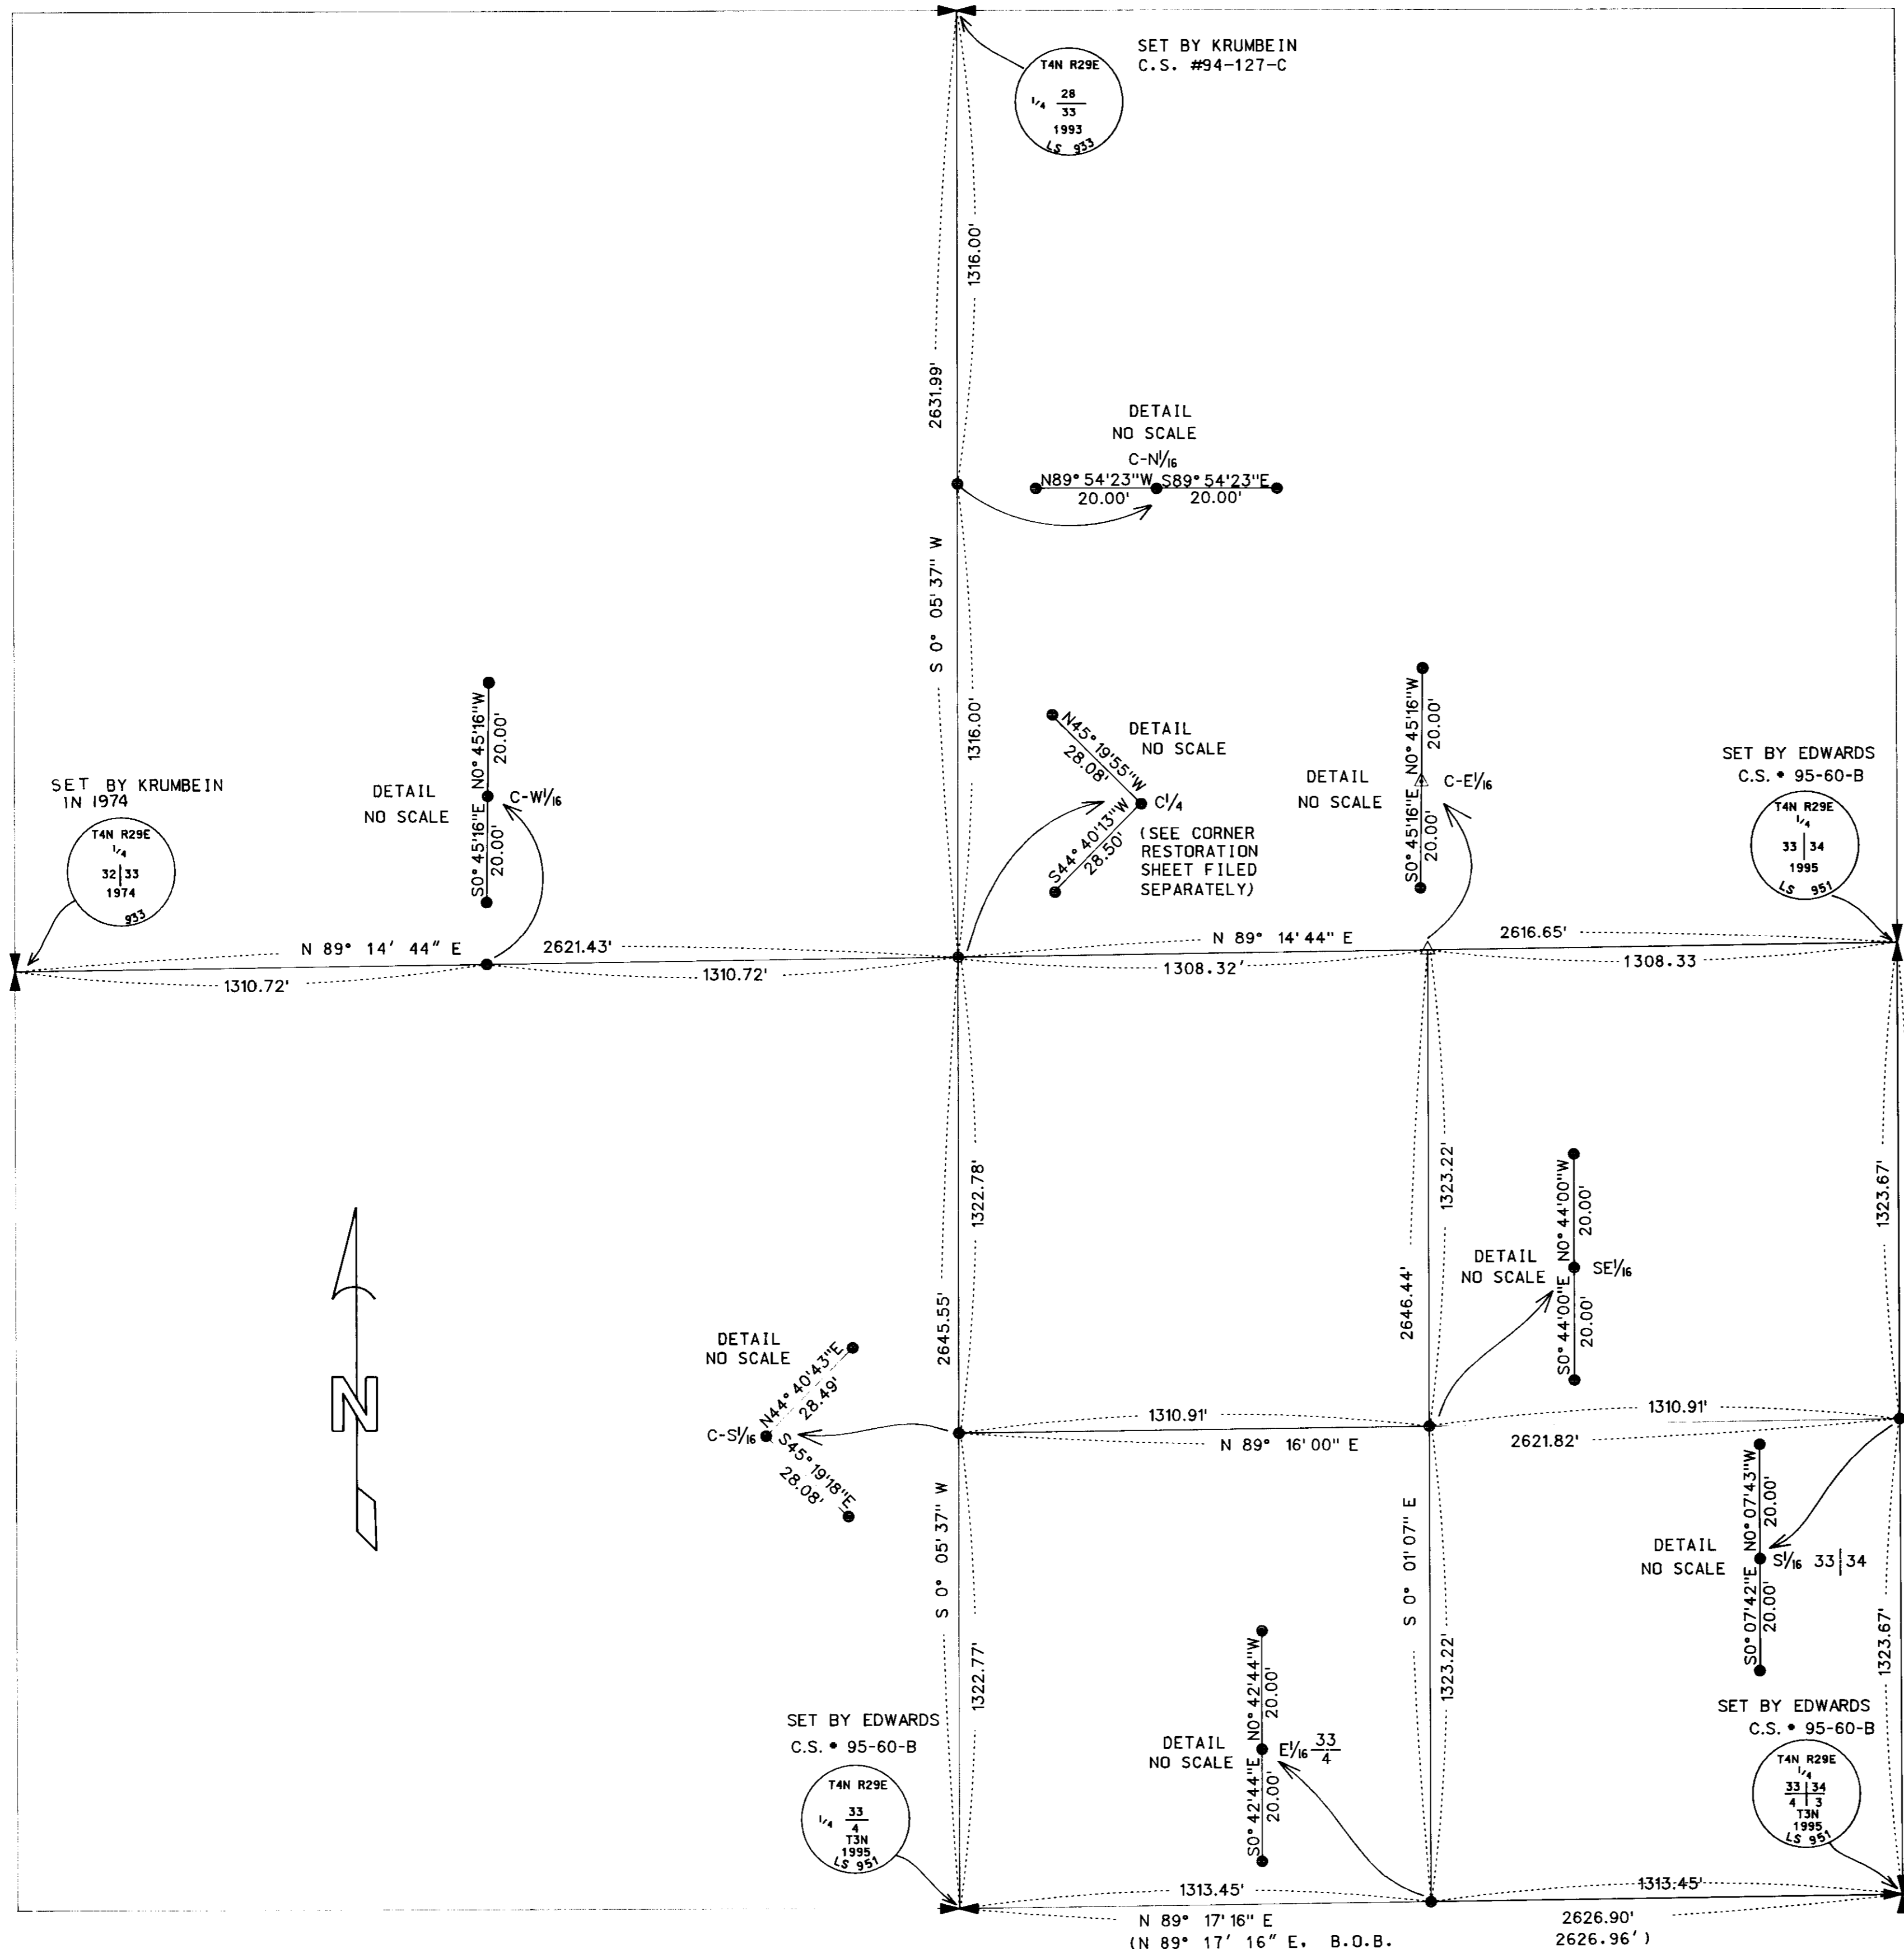 SET BY KRUMBEIN
C.S. #94-127-C
T4N R29E
1/4 28
33
1993
LS 933
1316.00'
2631.99'
DETAIL
NO SCALE
C-N1/16
N89° 54'23"W S89° 54'23"E
20.00' 20.00'
S 0° 05' 37" W
1316.00'
SET BY KRUMBEIN
IN 1974
T4N R29E
1/4
32|33
1974
933
DETAIL
NO SCALE
S0° 45'16"E N0° 45'16"W
20.00' 20.00'
C-W1/16
DETAIL
NO SCALE
N45° 19'55"W
28.08'
C1/4
S44° 40'13"W
28.50'
(SEE CORNER
RESTORATION
SHEET FILED
SEPARATELY)
DETAIL
NO SCALE
S0° 45'16"E N0° 45'16"W
20.00' 20.00'
C-E1/16
SET BY EDWARDS
C.S. • 95-60-B
T4N R29E
1/4
33|34
1995
LS 951
N 89° 14' 44" E 2621.43'
1310.72' 1310.72'
N 89° 14' 44" E 2616.65'
1308.32' 1308.33
1322.78'
2645.55'
1323.22'
2646.44'
1323.67'
DETAIL
NO SCALE
S0° 44'00"E N0° 44'00"W
20.00' 20.00'
SE1/16
N
DETAIL
NO SCALE
N44° 40'43"E
28.49'
C-S1/16
S45° 19'18"E
28.08'
1310.91' 1310.91'
N 89° 16' 00" E 2621.82'
S 0° 05' 37" W
1322.77'
S 0° 01' 07" E
1323.22'
DETAIL
NO SCALE
S0° 07'42"E N0° 07'43"W
20.00' 20.00'
S1/16 33|34
1323.67'
SET BY EDWARDS
C.S. • 95-60-B
T4N R29E
1/4 33
4
T3N
1995
LS 951
DETAIL
NO SCALE
S0° 42'44"E N0° 42'44"W
20.00' 20.00'
E1/16 33
4
SET BY EDWARDS
C.S. • 95-60-B
T4N R29E
1/4
33|34
4|3
T3N
1995
LS 951
1313.45' 1313.45'
N 89° 17' 16" E 2626.90'
(N 89° 17' 16" E, B.O.B. 2626.96')